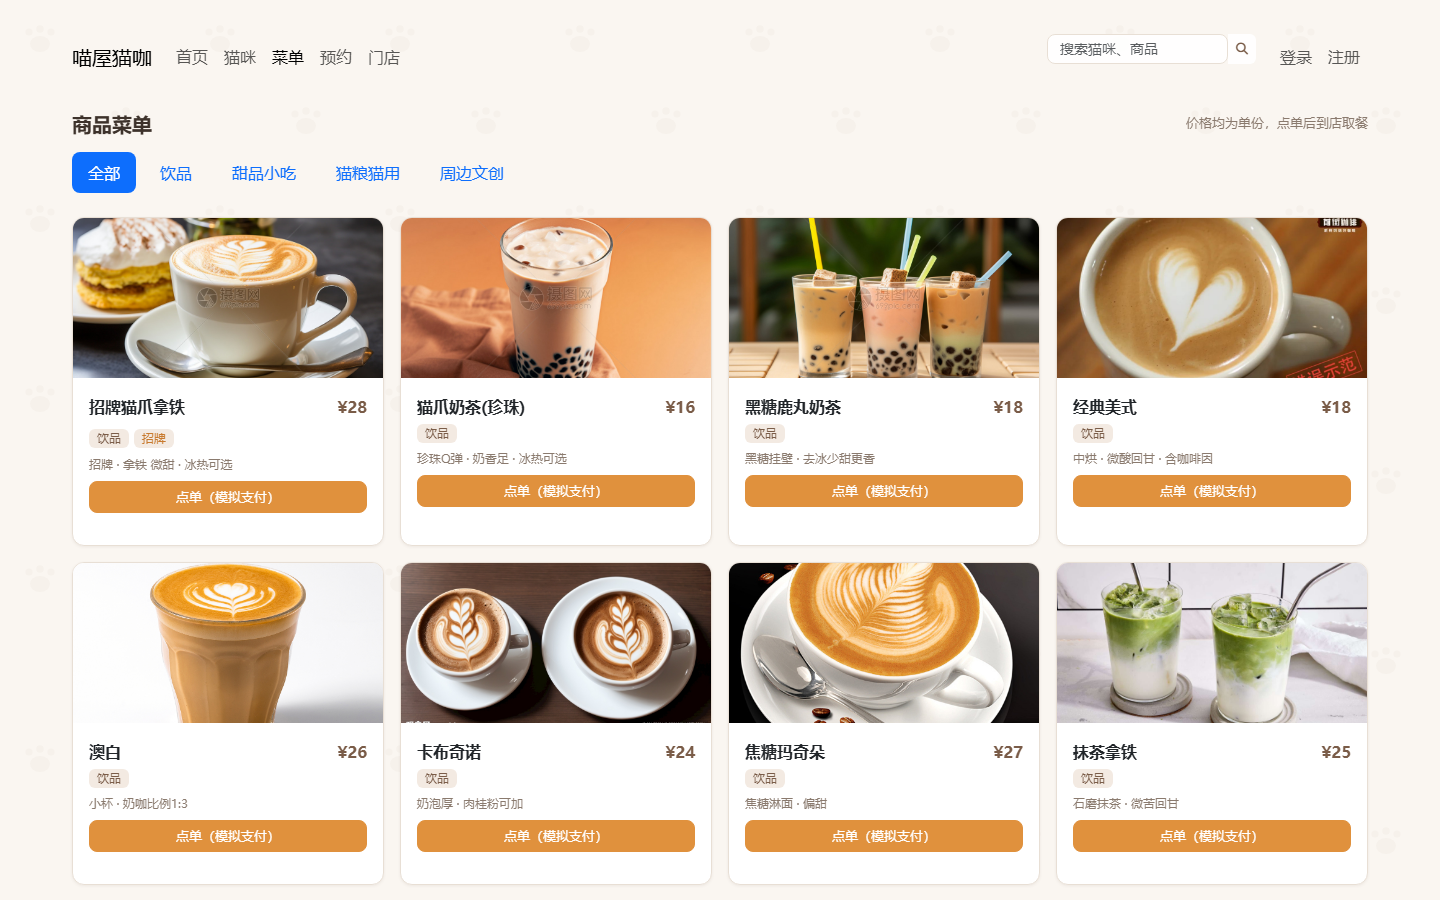 喵屋猫咖 首页 猫咪 菜单 预约 门店 搜索猫咪、商品 登录 注册
商品菜单 价格均为单份，点单后到店取餐
全部 饮品 甜品小吃 猫粮猫用 周边文创
摄图网
摄图网
摄图网
招牌猫爪拿铁 ¥28
饮品 招牌
招牌 · 拿铁 微甜 · 冰热可选
点单（模拟支付）
猫爪奶茶(珍珠) ¥16
饮品
珍珠Q弹 · 奶香足 · 冰热可选
点单（模拟支付）
黑糖鹿丸奶茶 ¥18
饮品
黑糖挂壁 · 去冰少甜更香
点单（模拟支付）
经典美式 ¥18
饮品
中烘 · 微酸回甘 · 含咖啡因
点单（模拟支付）
澳白 ¥26
饮品
小杯 · 奶咖比例1:3
点单（模拟支付）
卡布奇诺 ¥24
饮品
奶泡厚 · 肉桂粉可加
点单（模拟支付）
焦糖玛奇朵 ¥27
饮品
焦糖淋面 · 偏甜
点单（模拟支付）
抹茶拿铁 ¥25
饮品
石磨抹茶 · 微苦回甘
点单（模拟支付）